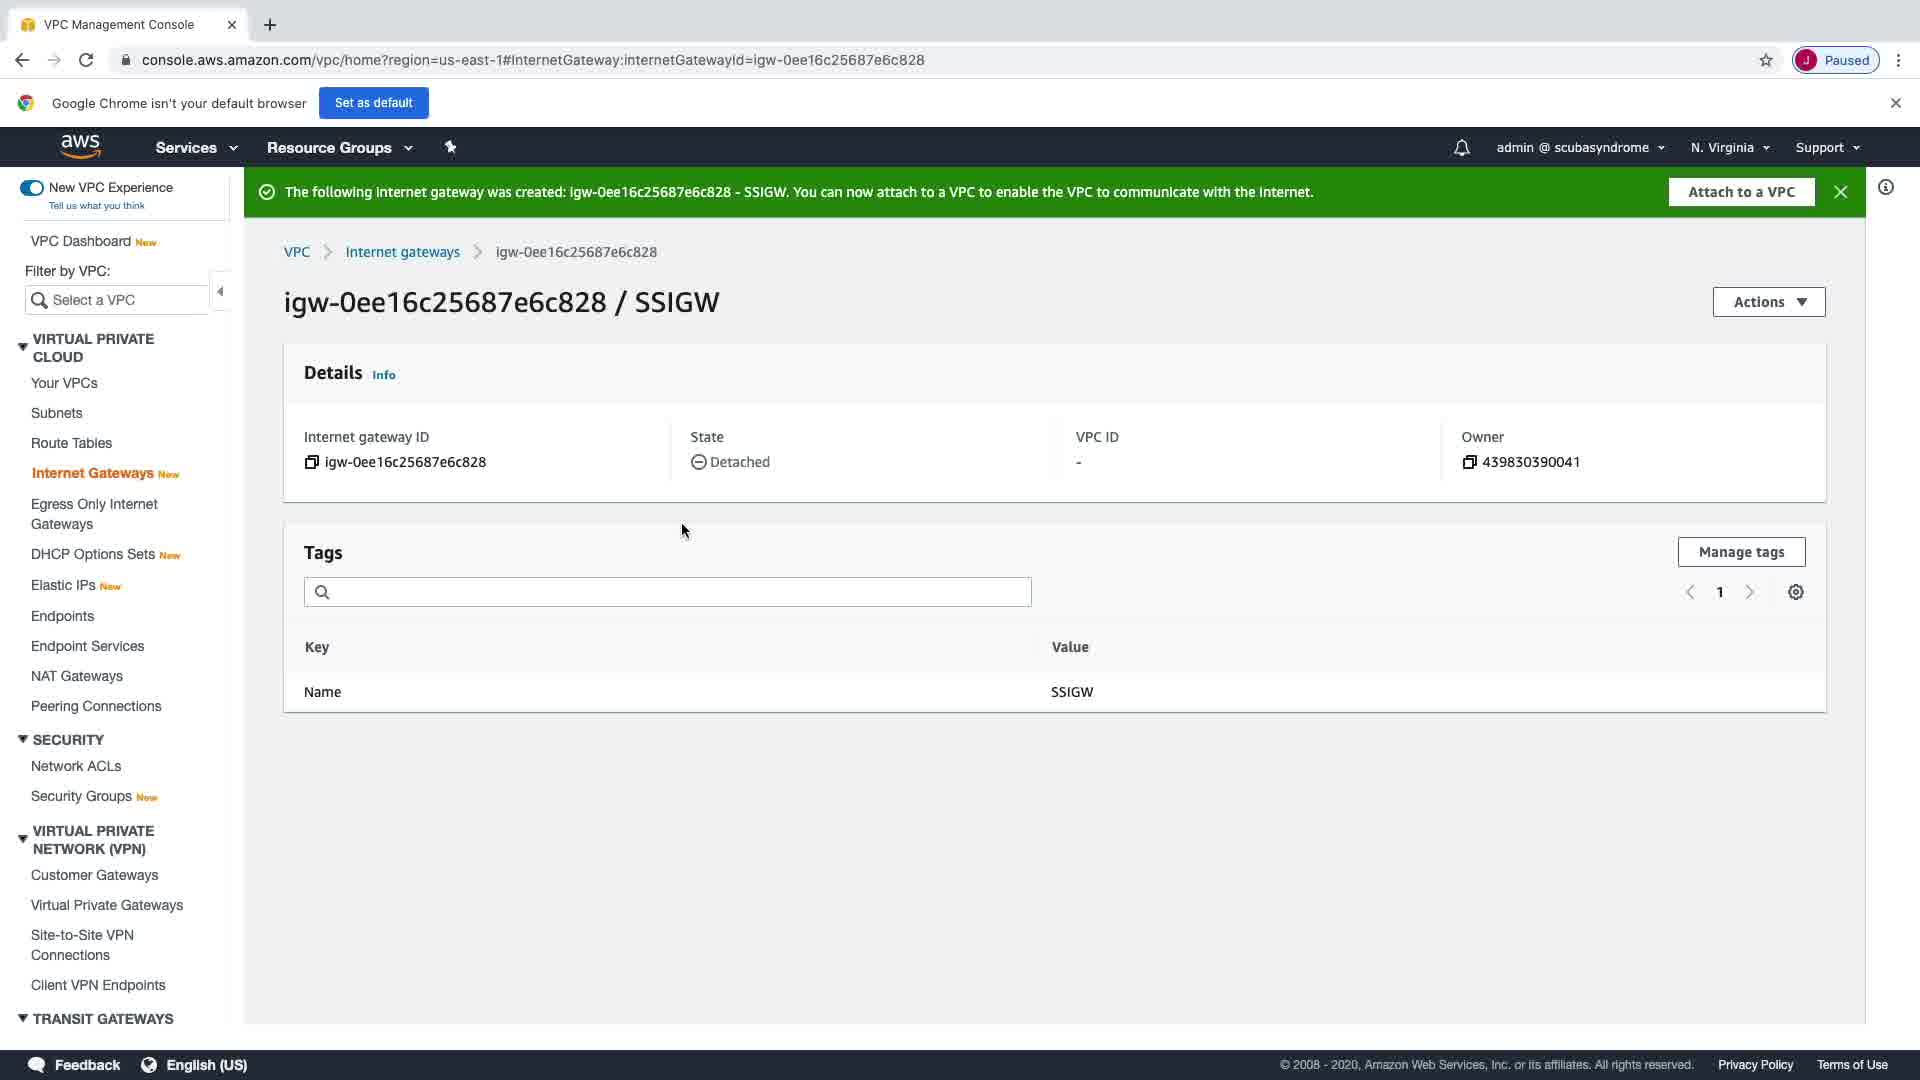 VPC Management Console
console.aws.amazon.com/vpc/home?region=us-east-1#InternetGateway:internetGatewayId=igw-0ee16c25687e6c828
J Paused
Google Chrome isn't your default browser
Set as default
aws
Services
Resource Groups
admin @ scubasyndrome
N. Virginia
Support
New VPC Experience
Tell us what you think
The following internet gateway was created: igw-0ee16c25687e6c828 - SSIGW. You can now attach to a VPC to enable the VPC to communicate with the internet.
Attach to a VPC
VPC Dashboard New
Filter by VPC:
Select a VPC
VIRTUAL PRIVATE
CLOUD
Your VPCs
Subnets
Route Tables
Internet Gateways New
Egress Only Internet
Gateways
DHCP Options Sets New
Elastic IPs New
Endpoints
Endpoint Services
NAT Gateways
Peering Connections
SECURITY
Network ACLs
Security Groups New
VIRTUAL PRIVATE
NETWORK (VPN)
Customer Gateways
Virtual Private Gateways
Site-to-Site VPN
Connections
Client VPN Endpoints
TRANSIT GATEWAYS
VPC
Internet gateways
igw-0ee16c25687e6c828
igw-0ee16c25687e6c828 / SSIGW
Actions
Details Info
Internet gateway ID
igw-0ee16c25687e6c828
State
Detached
VPC ID
-
Owner
439830390041
Tags
Manage tags
1
Key
Value
Name
SSIGW
Feedback
English (US)
© 2008 - 2020, Amazon Web Services, Inc. or its affiliates. All rights reserved.
Privacy Policy
Terms of Use